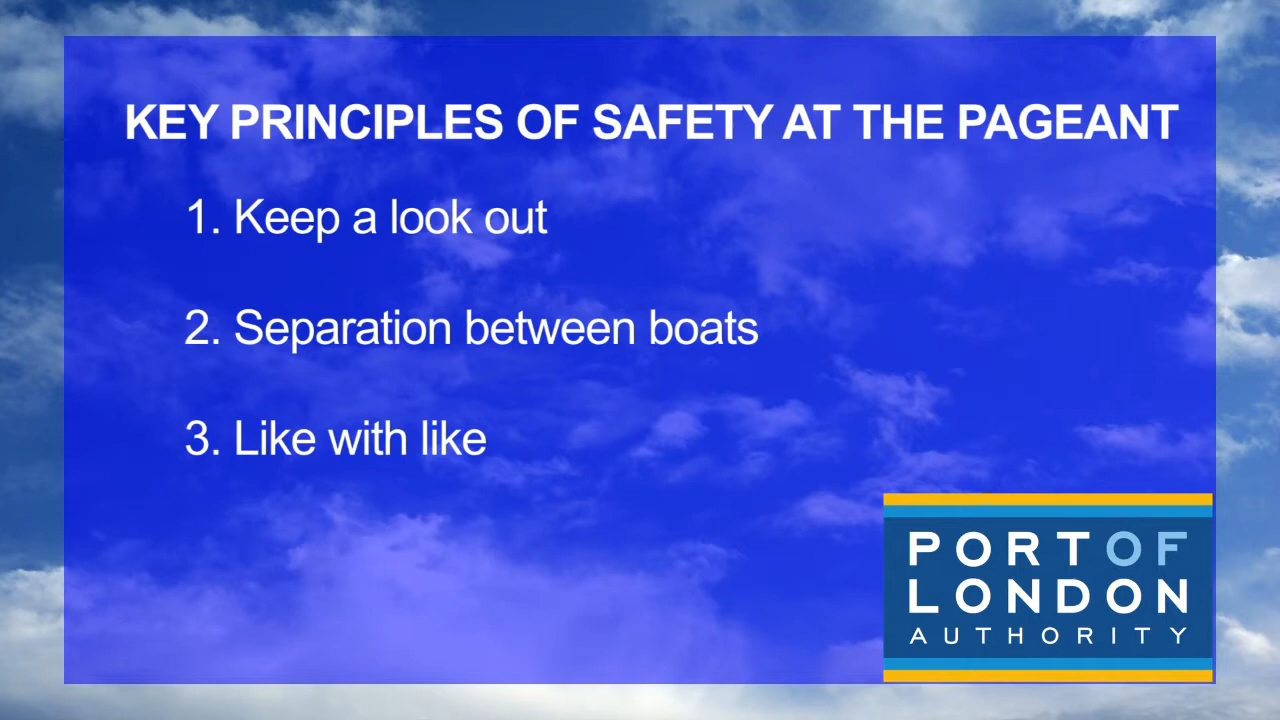 KEY PRINCIPLES OF SAFETY AT THE PAGEANT
1. Keep a look out
2. Separation between boats
3. Like with like
PORT OF
LONDON
AUTHORITY